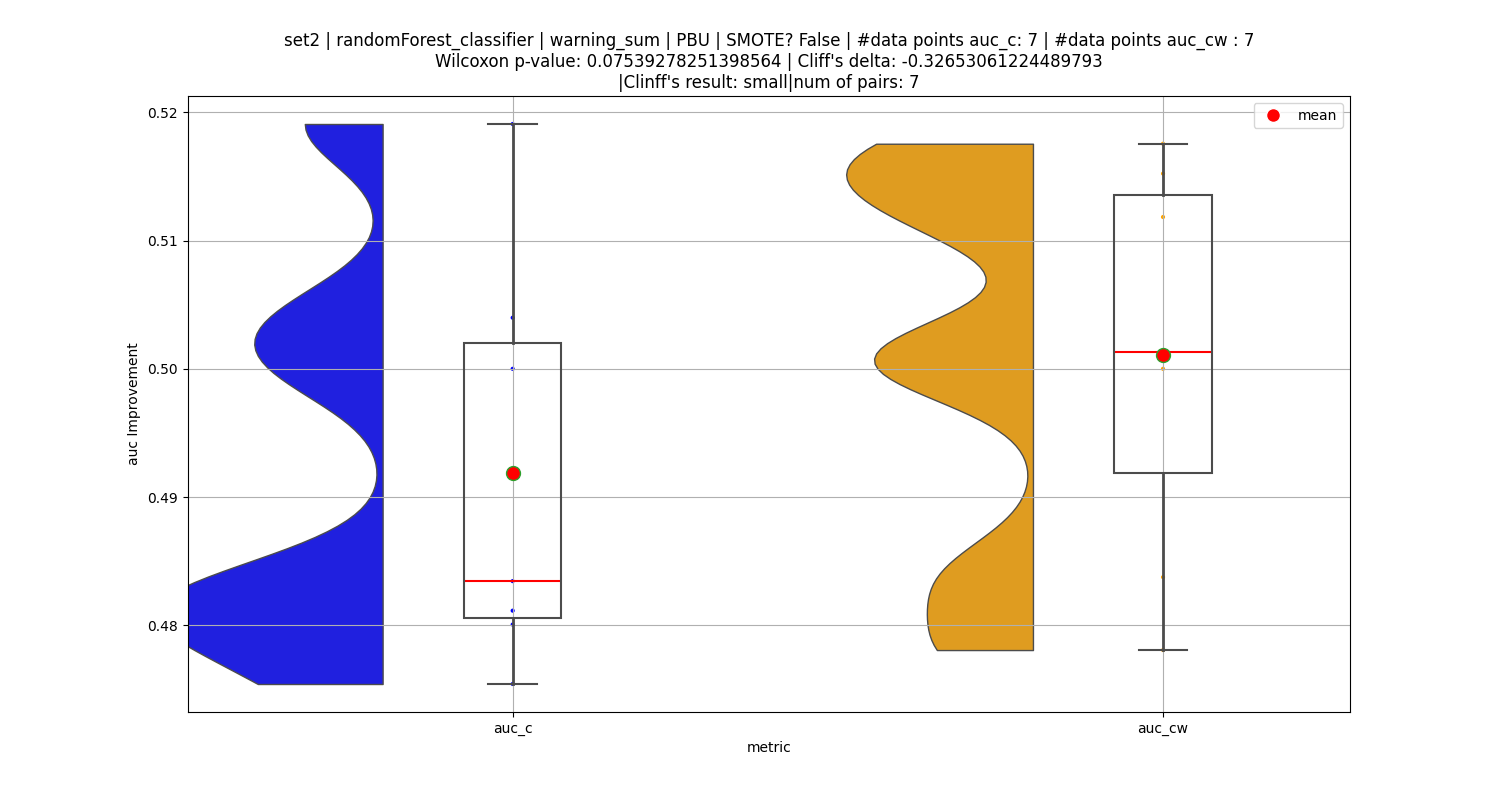 set2 | randomForest_classifier | warning_sum | PBU | SMOTE? False | #data points auc_c: 7 | #data points auc_cw : 7
Wilcoxon p-value: 0.07539278251398564 | Cliff's delta: -0.32653061224489793
|Clinff's result: small|num of pairs: 7
mean
0.52
0.51
0.50
0.49
0.48
auc Improvement
auc_c
auc_cw
metric